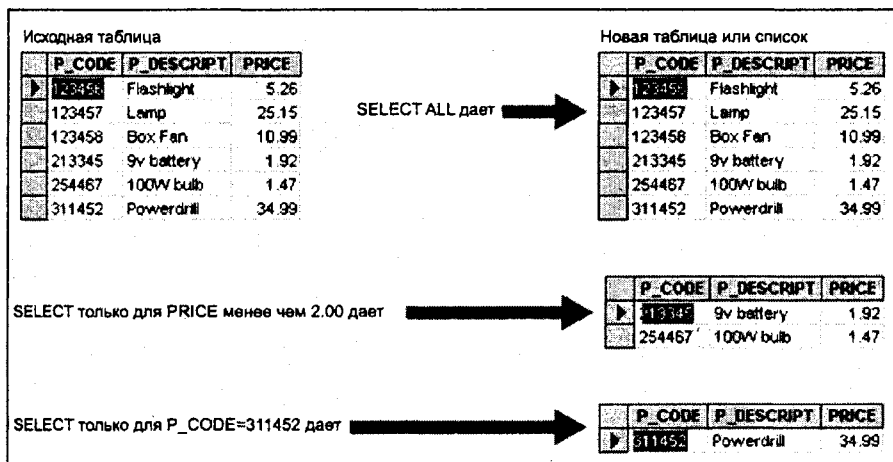 Исходная таблица
P_CODE P_DESCRIPT PRICE
123456 Flashlight 5.26
123457 Lamp 25.15
123458 Box Fan 10.99
213345 9v battery 1.92
254467 100W bulb 1.47
311452 Powerdrill 34.99
SELECT ALL дает
Новая таблица или список
P_CODE P_DESCRIPT PRICE
123456 Flashlight 5.26
123457 Lamp 25.15
123458 Box Fan 10.99
213345 9v battery 1.92
254467 100W bulb 1.47
311452 Powerdrill 34.99
SELECT только для PRICE менее чем 2.00 дает
P_CODE P_DESCRIPT PRICE
213345 9v battery 1.92
254467 100W bulb 1.47
SELECT только для P_CODE=311452 дает
P_CODE P_DESCRIPT PRICE
311452 Powerdrill 34.99